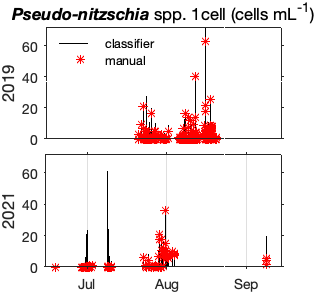 Pseudo-nitzschia spp. 1cell (cells mL⁻¹)
classifier
manual
60
40
20
0
2019
60
40
20
0
2021
Jul Aug Sep